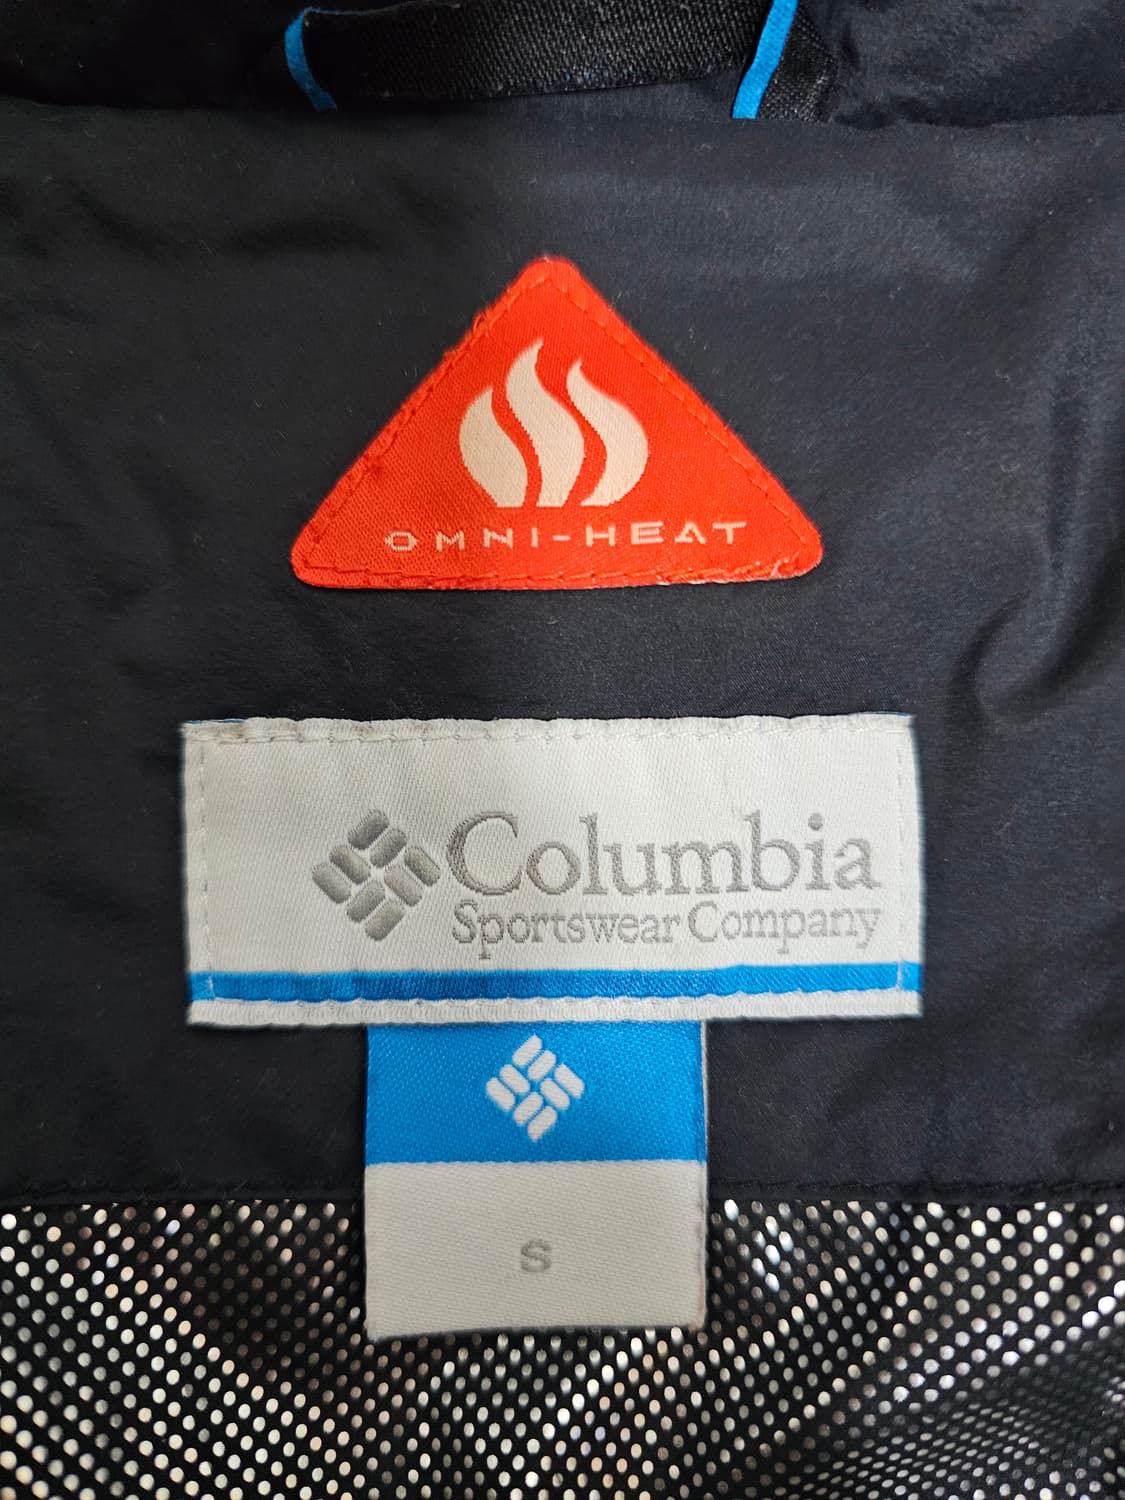 OMNI-HEAT
Columbia
Sportswear Company
S